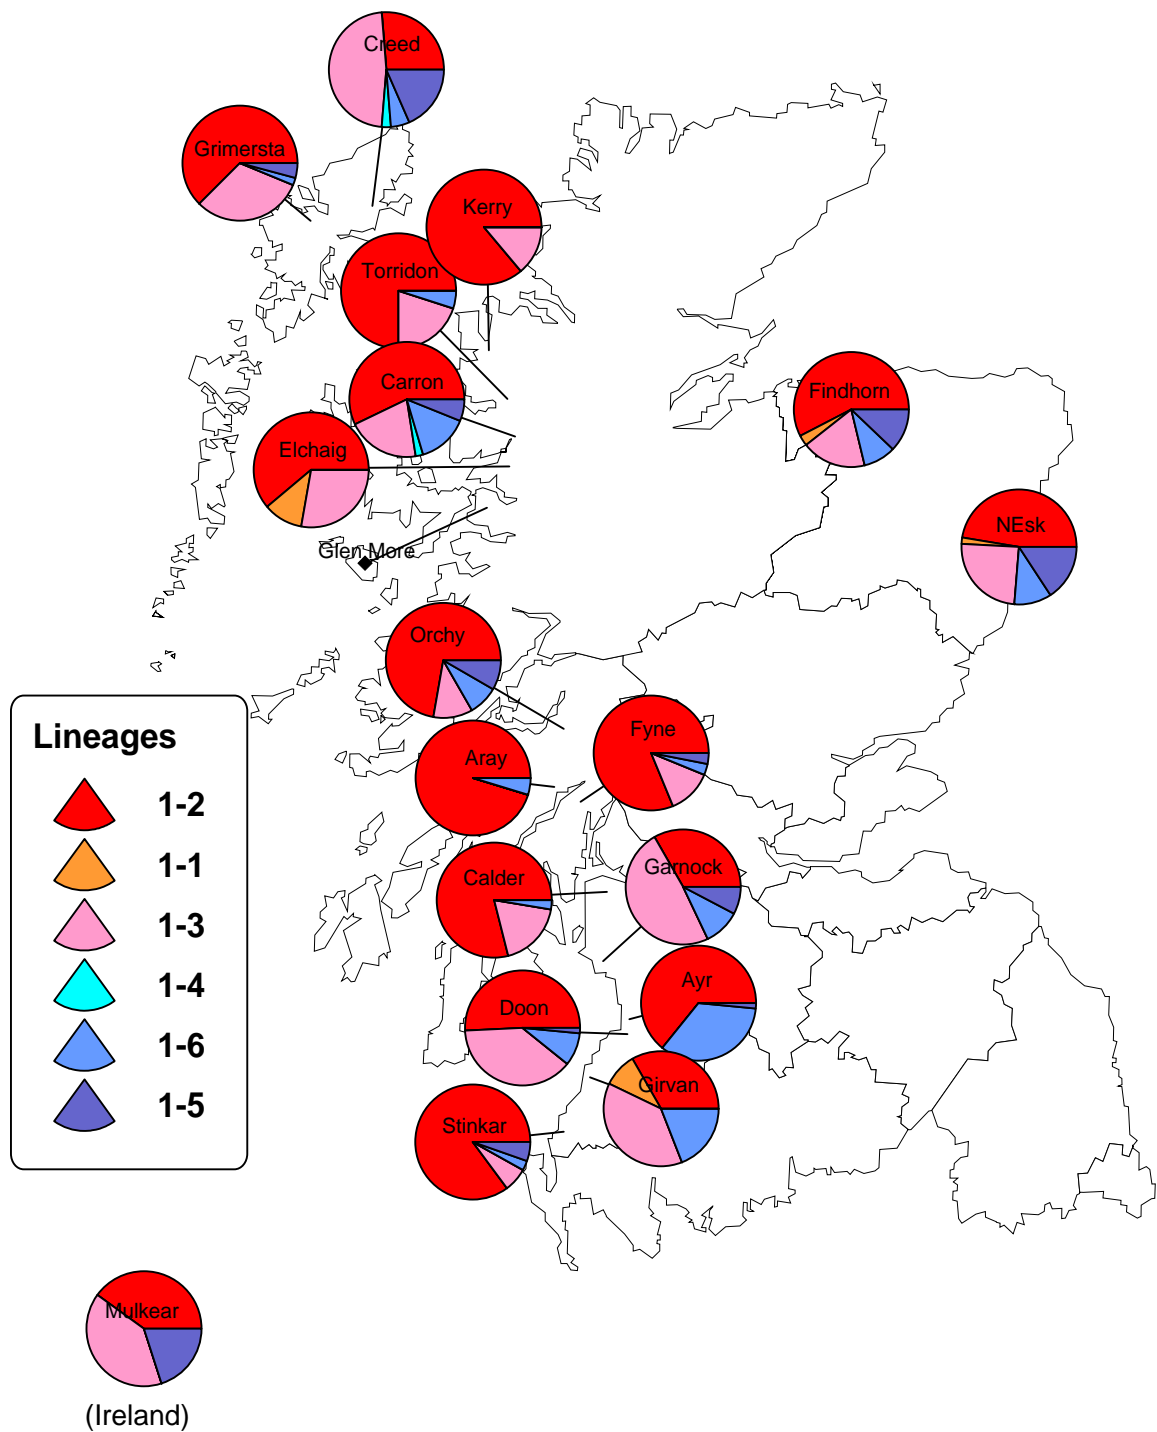 Creed
Grimersta
Kerry
Torridon
Carron
Findhorn
Elchaig
NEsk
Glen More
Orchy
Lineages
Fyne
Aray
1-2
1-1
Garnock
Calder
1-3
1-4
Ayr
Doon
1-6
Girvan
1-5
Stinkar
Mulkear
(Ireland)